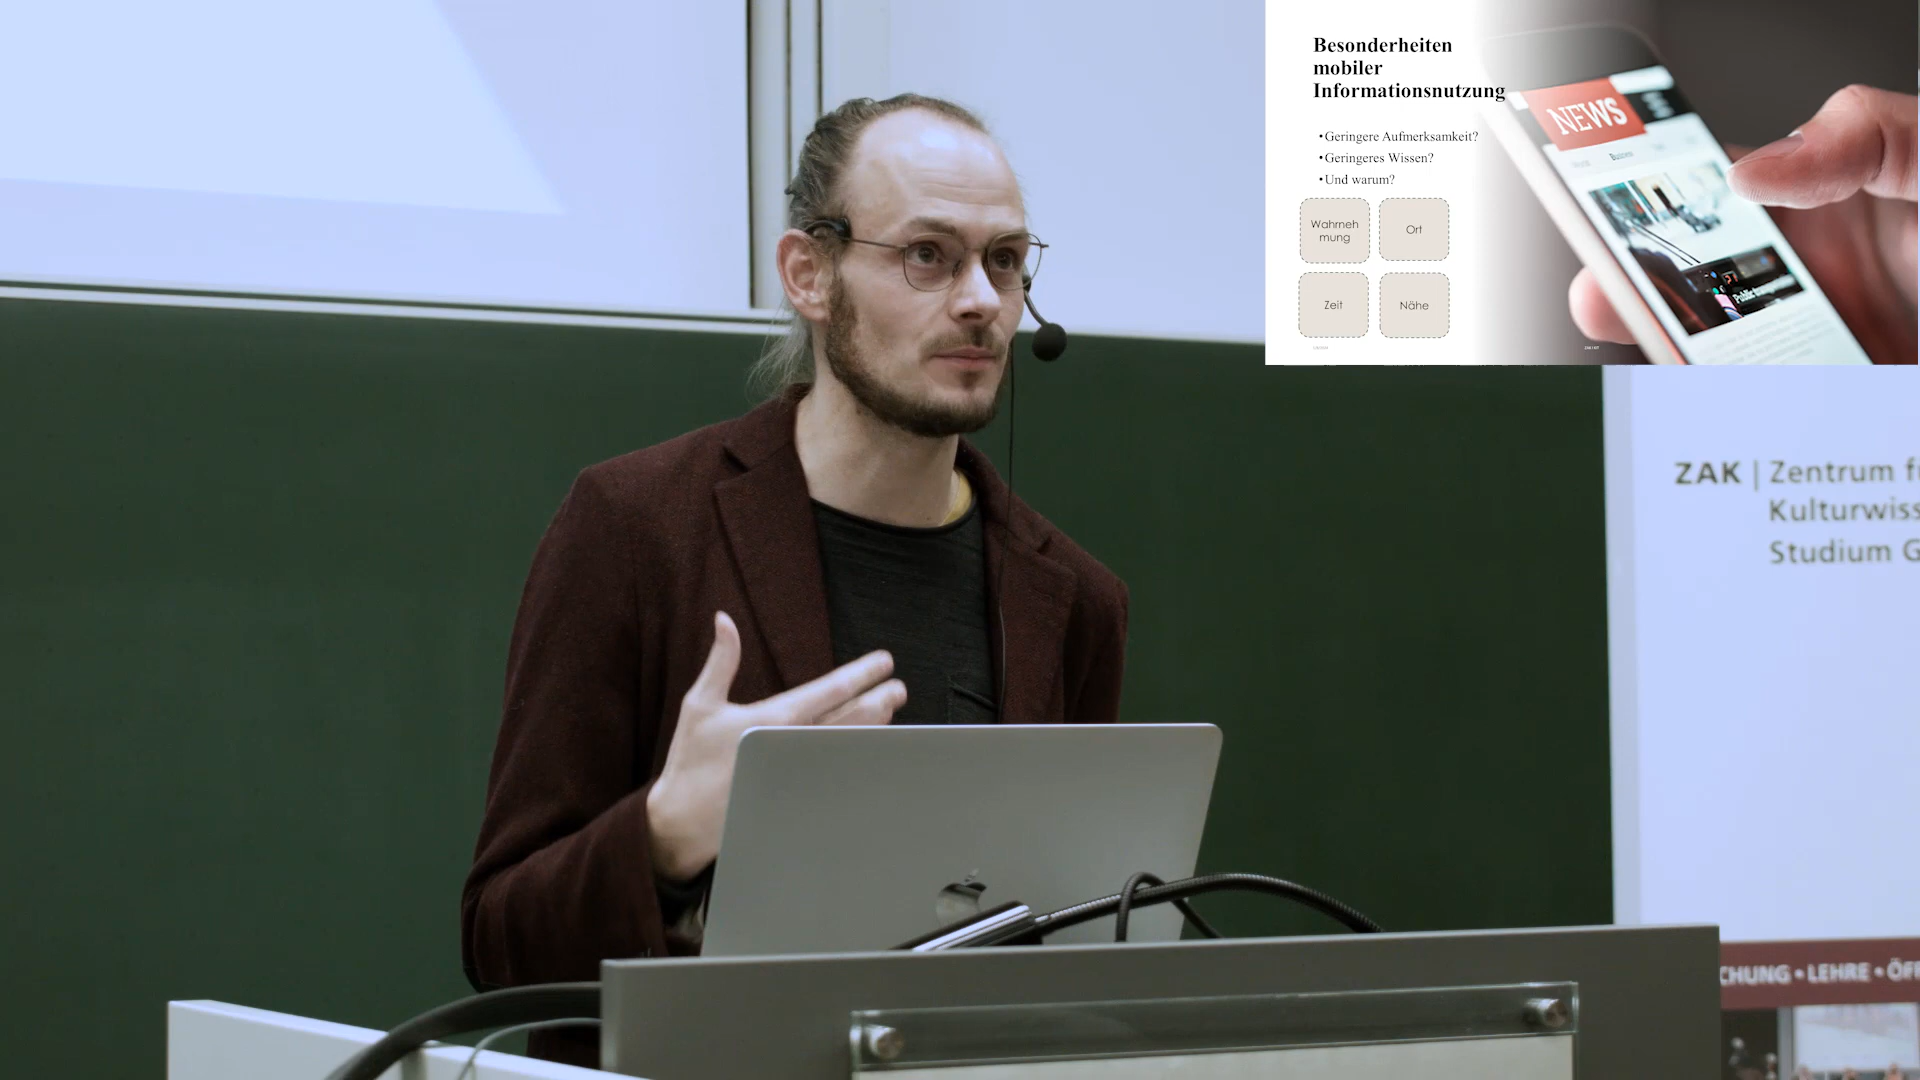 Besonderheiten
mobiler
Informationsnutzung
•Geringere Aufmerksamkeit?
•Geringeres Wissen?
•Und warum?
Wahrneh
mung
Ort
Zeit
Nähe
NEWS
ZAK | Zentrum f
Kulturwiss
Studium G
CHUNG • LEHRE • ÖFF